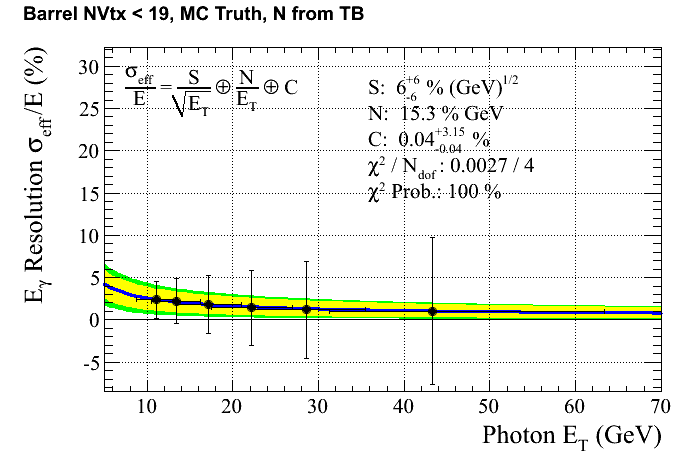 Barrel NVtx < 19, MC Truth, N from TB
σeff/E = S/√ET ⊕ N/ET ⊕ C
S: 6 +6 -6 % (GeV)1/2
N: 15.3 % GeV
C: 0.04 +3.15 -0.04 %
χ2 / Ndof : 0.0027 / 4
χ2 Prob.: 100 %
Eγ Resolution σeff/E (%)
30
25
20
15
10
5
0
-5
10 20 30 40 50 60 70
Photon ET (GeV)